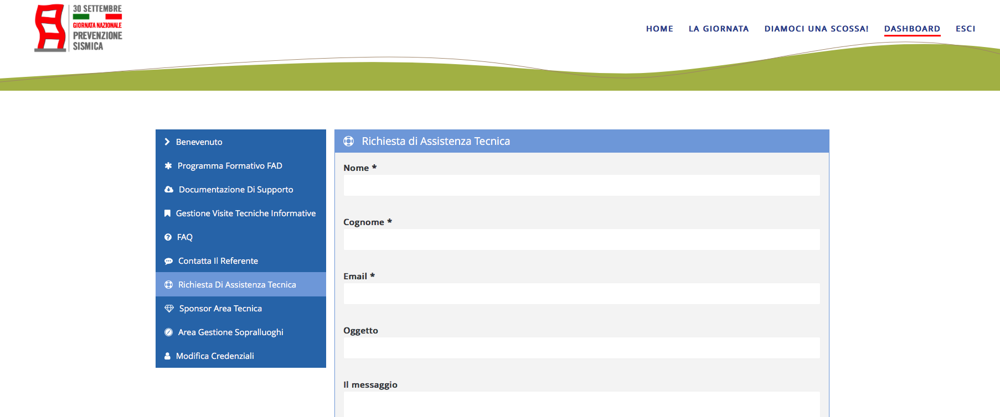 30 SETTEMBRE
GIORNATA NAZIONALE
PREVENZIONE
SISMICA
HOME LA GIORNATA DIAMOCI UNA SCOSSA! DASHBOARD ESCI
Benevenuto
Programma Formativo FAD
Documentazione Di Supporto
Gestione Visite Tecniche Informative
FAQ
Contatta Il Referente
Richiesta Di Assistenza Tecnica
Sponsor Area Tecnica
Area Gestione Sopralluoghi
Modifica Credenziali
Richiesta di Assistenza Tecnica
Nome *
Cognome *
Email *
Oggetto
Il messaggio